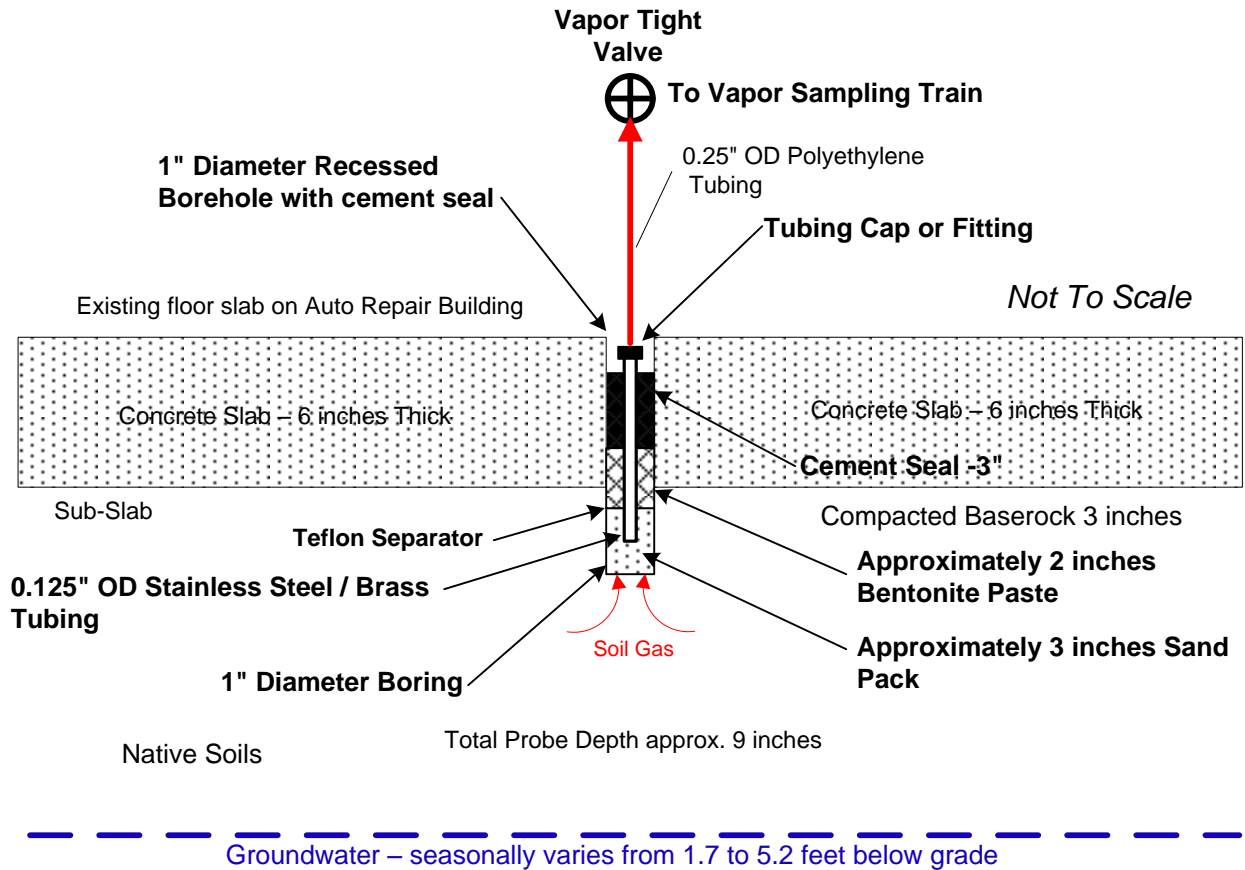 Vapor Tight
Valve
To Vapor Sampling Train
0.25" OD Polyethylene
Tubing
1" Diameter Recessed
Borehole with cement seal
Tubing Cap or Fitting
Not To Scale
Existing floor slab on Auto Repair Building
Concrete Slab – 6 inches Thick
Concrete Slab – 6 inches Thick
Cement Seal -3"
Sub-Slab
Compacted Baserock 3 inches
Teflon Separator
Approximately 2 inches
Bentonite Paste
0.125" OD Stainless Steel / Brass
Tubing
Soil Gas
Approximately 3 inches Sand
Pack
1" Diameter Boring
Total Probe Depth approx. 9 inches
Native Soils
Groundwater – seasonally varies from 1.7 to 5.2 feet below grade